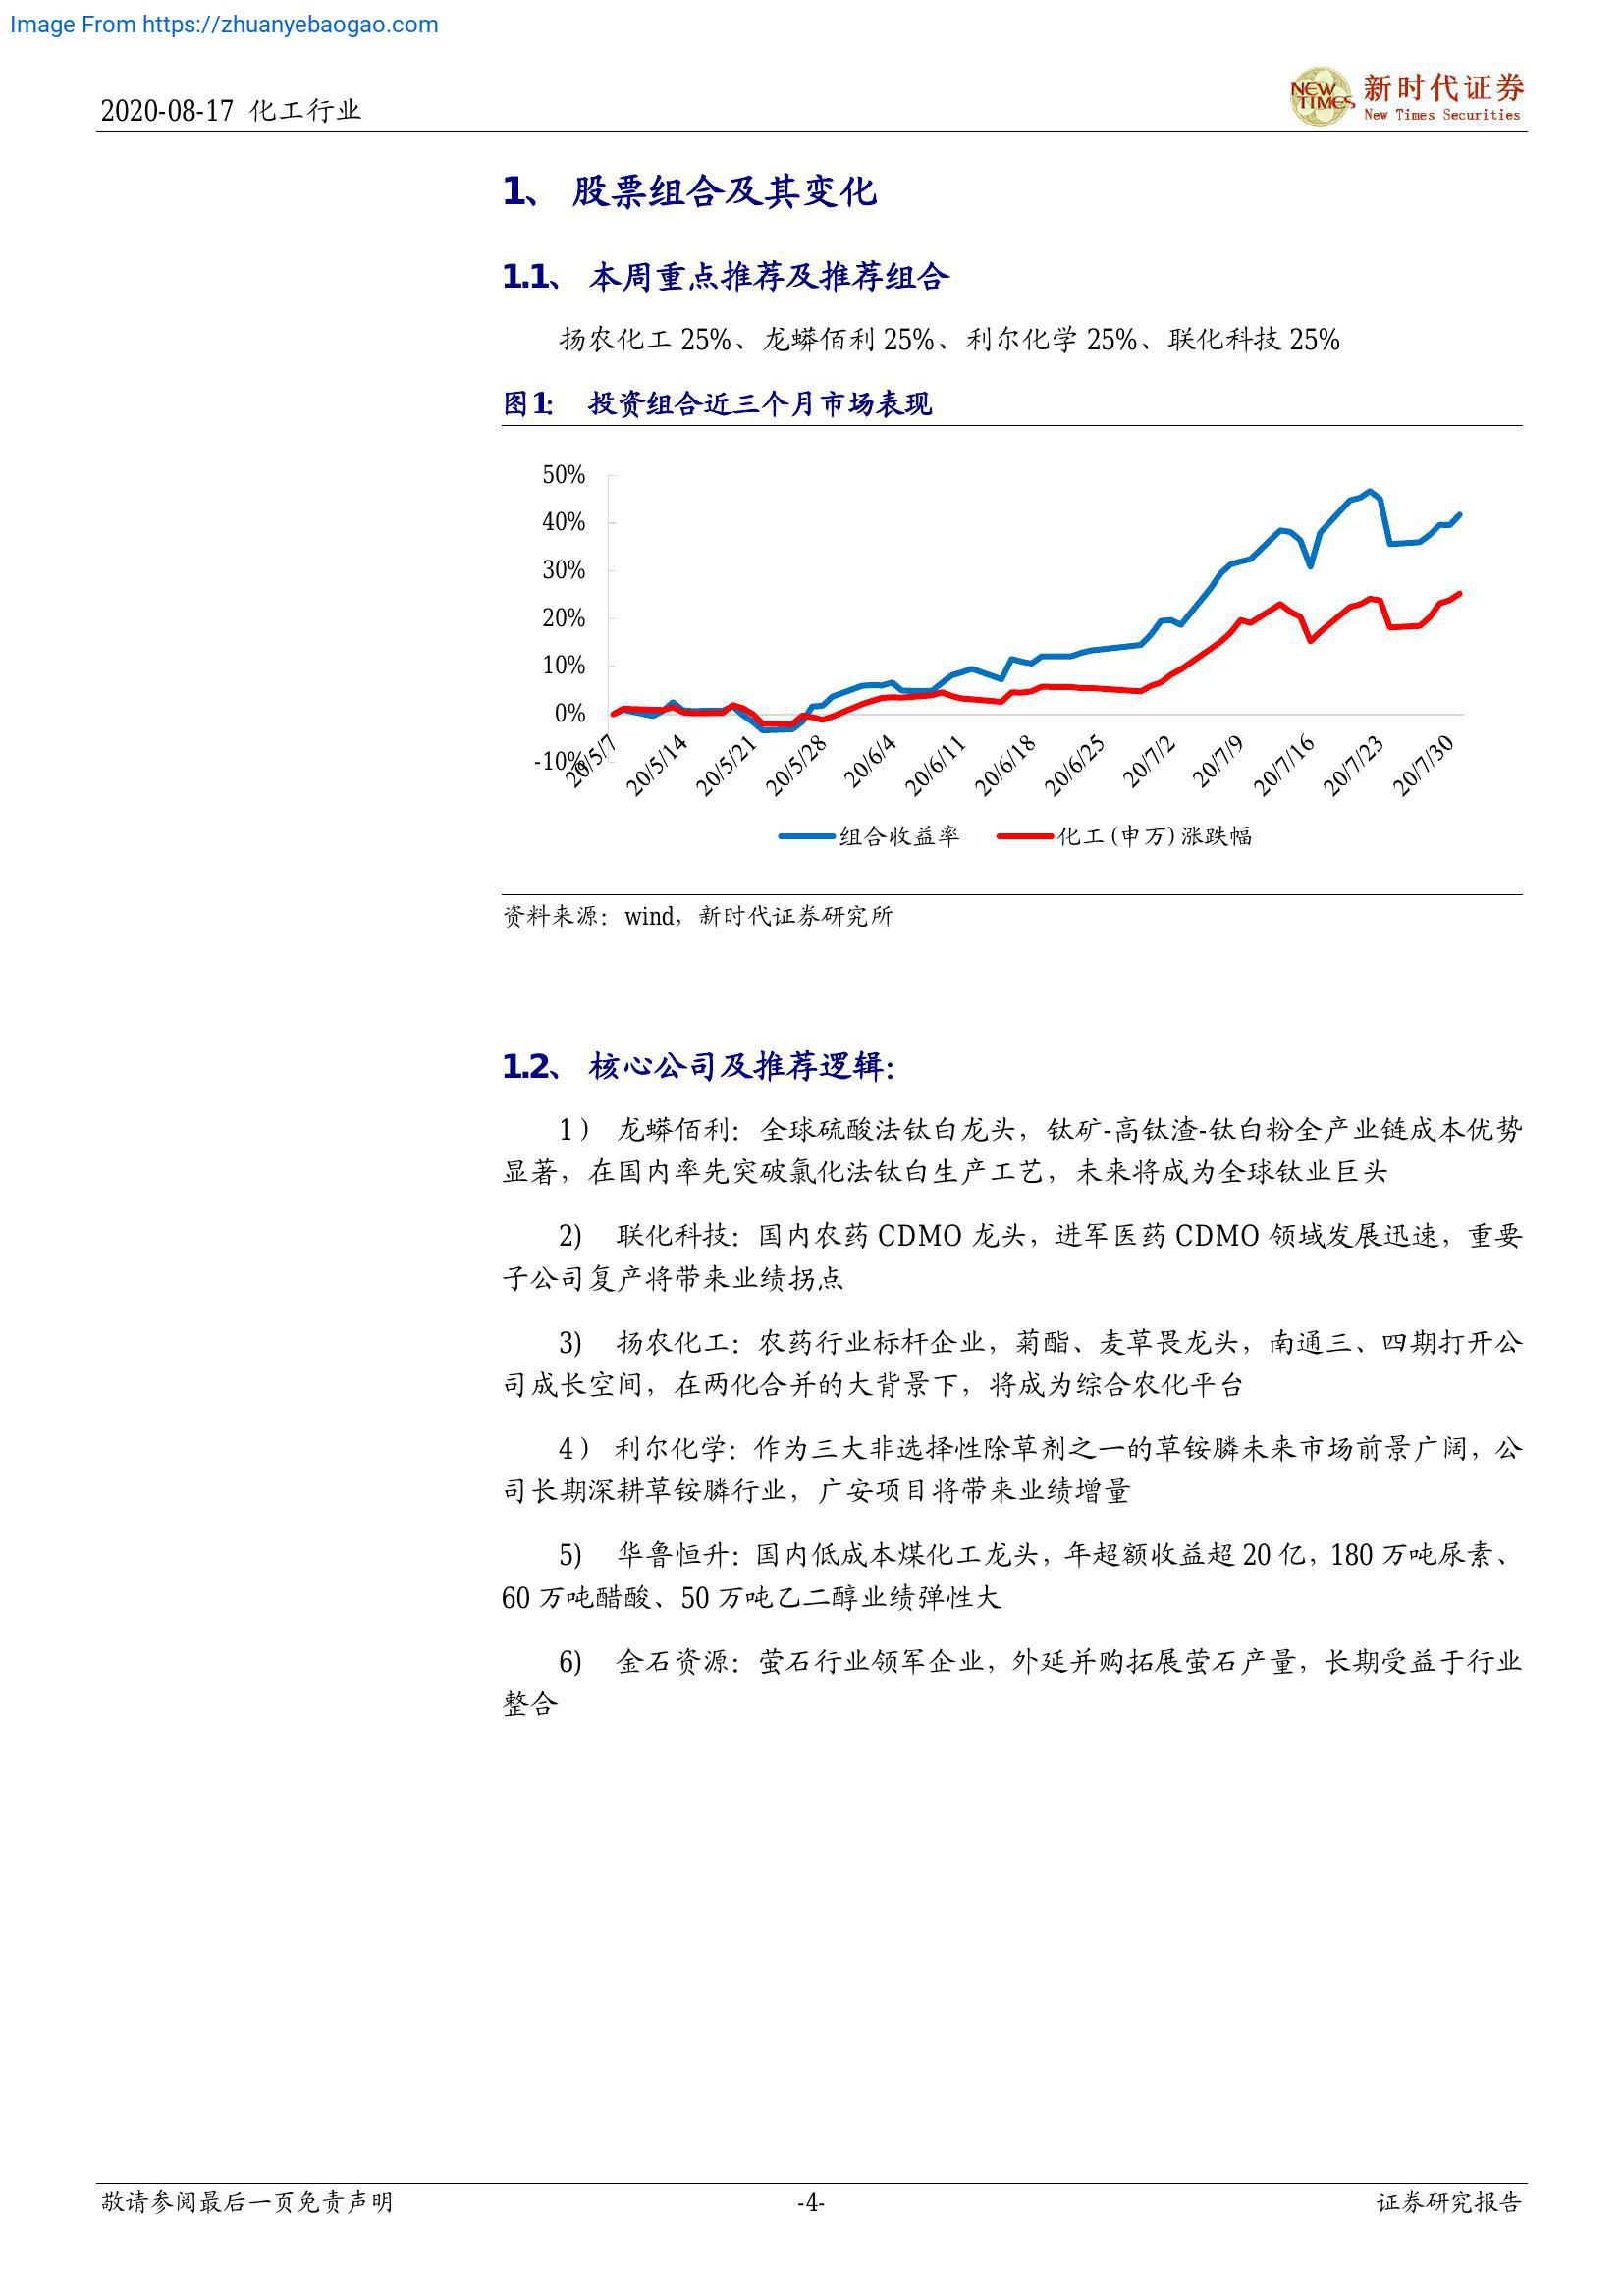 Image From https://zhuanyebaogao.com
2020-08-17 化工行业
NEW TIMES
新时代证券
New Times Securities
1、 股票组合及其变化
1.1、 本周重点推荐及推荐组合
扬农化工 25%、龙蟒佰利 25%、利尔化学 25%、联化科技 25%
图 1： 投资组合近三个月市场表现
50%
40%
30%
20%
10%
0%
-10%
20/5/7 20/5/14 20/5/21 20/5/28 20/6/4 20/6/11 20/6/18 20/6/25 20/7/2 20/7/9 20/7/16 20/7/23 20/7/30
组合收益率 化工(申万)涨跌幅
资料来源：wind，新时代证券研究所
1.2、 核心公司及推荐逻辑：
1） 龙蟒佰利：全球硫酸法钛白龙头，钛矿-高钛渣-钛白粉全产业链成本优势
显著，在国内率先突破氯化法钛白生产工艺，未来将成为全球钛业巨头
2) 联化科技：国内农药 CDMO 龙头，进军医药 CDMO 领域发展迅速，重要
子公司复产将带来业绩拐点
3) 扬农化工：农药行业标杆企业，菊酯、麦草畏龙头，南通三、四期打开公
司成长空间，在两化合并的大背景下，将成为综合农化平台
4） 利尔化学：作为三大非选择性除草剂之一的草铵膦未来市场前景广阔，公
司长期深耕草铵膦行业，广安项目将带来业绩增量
5) 华鲁恒升：国内低成本煤化工龙头，年超额收益超 20 亿，180 万吨尿素、
60 万吨醋酸、50 万吨乙二醇业绩弹性大
6) 金石资源：萤石行业领军企业，外延并购拓展萤石产量，长期受益于行业
整合
敬请参阅最后一页免责声明 -4- 证券研究报告